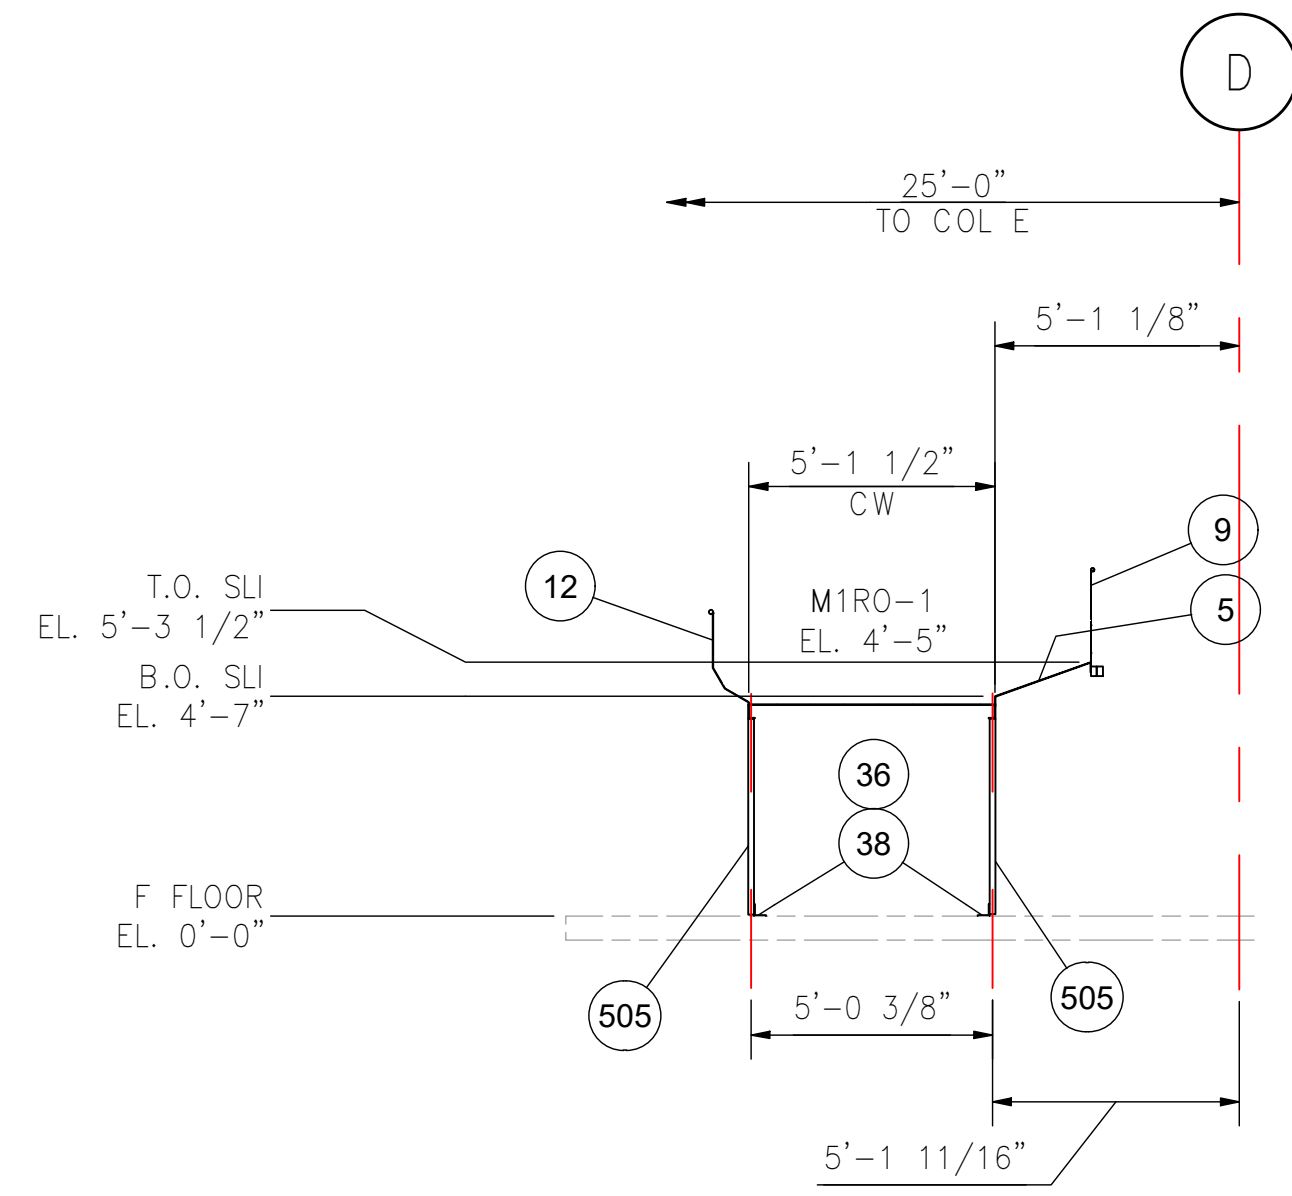 D
25'-0"
TO COL E
5'-1 1/8"
5'-1 1/2"
CW
9
12
5
T.O. SLI
EL. 5'-3 1/2"
M1RO-1
EL. 4'-5"
B.O. SLI
EL. 4'-7"
36
38
F FLOOR
EL. 0'-0"
505
5'-0 3/8"
505
5'-1 11/16"